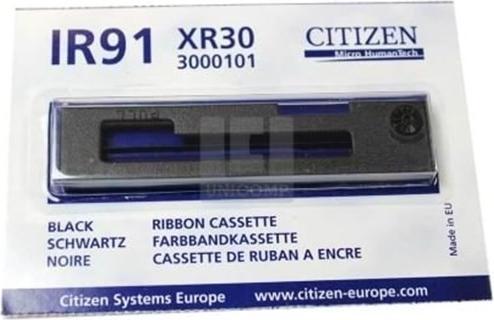 IR91 XR30 CITIZEN
3000101 Micro HumanTech
UNICOMP
BLACK RIBBON CASSETTE
SCHWARTZ FARBBANDKASSETTE
NOIRE CASSETTE DE RUBAN A ENCRE
Made in EU
Citizen Systems Europe www.citizen-europe.com